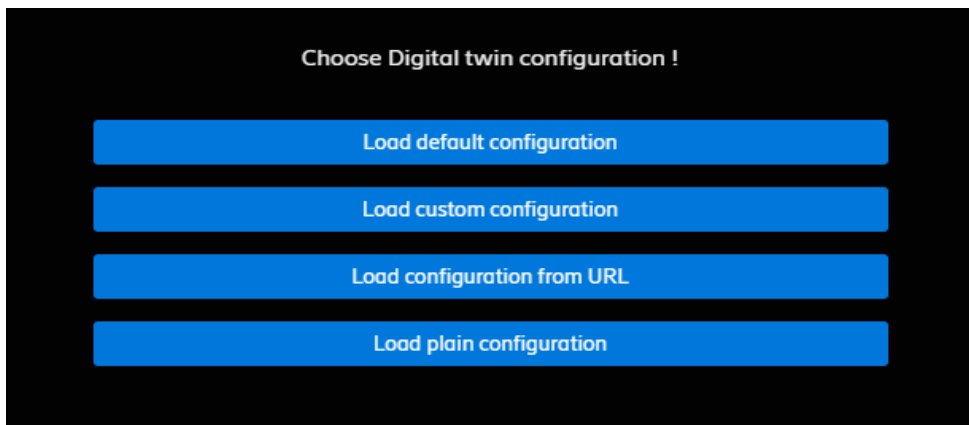 Choose Digital twin configuration !
Load default configuration
Load custom configuration
Load configuration from URL
Load plain configuration